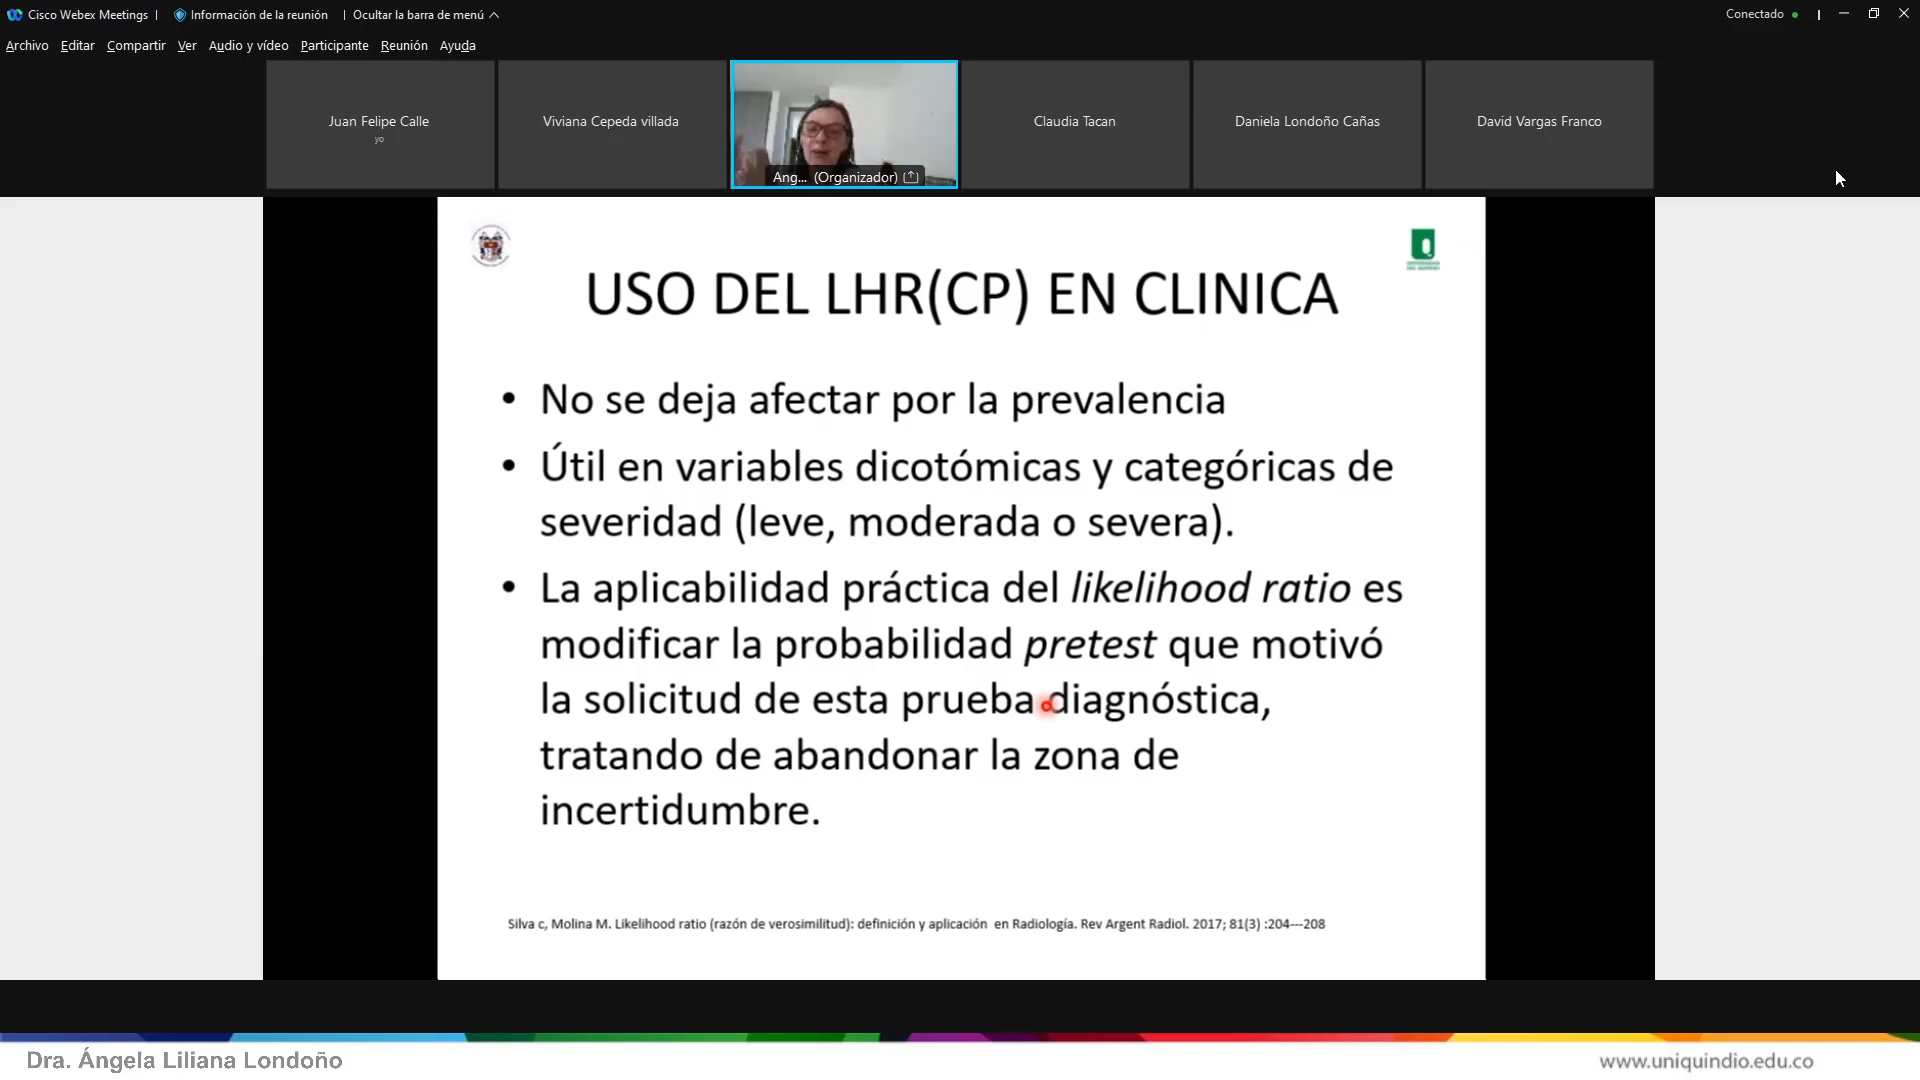 Cisco Webex Meetings | Información de la reunión | Ocultar la barra de menú
Conectado
Archivo Editar Compartir Ver Audio y vídeo Participante Reunión Ayuda
Juan Felipe Calle
yo
Viviana Cepeda villada
Ang... (Organizador)
Claudia Tacan
Daniela Londoño Cañas
David Vargas Franco
USO DEL LHR(CP) EN CLINICA
• No se deja afectar por la prevalencia
• Útil en variables dicotómicas y categóricas de
severidad (leve, moderada o severa).
• La aplicabilidad práctica del likelihood ratio es
modificar la probabilidad pretest que motivó
la solicitud de esta prueba diagnóstica,
tratando de abandonar la zona de
incertidumbre.
Silva c, Molina M. Likelihood ratio (razón de verosimilitud): definición y aplicación en Radiología. Rev Argent Radiol. 2017; 81(3) :204---208
Dra. Ángela Liliana Londoño
www.uniquindio.edu.co